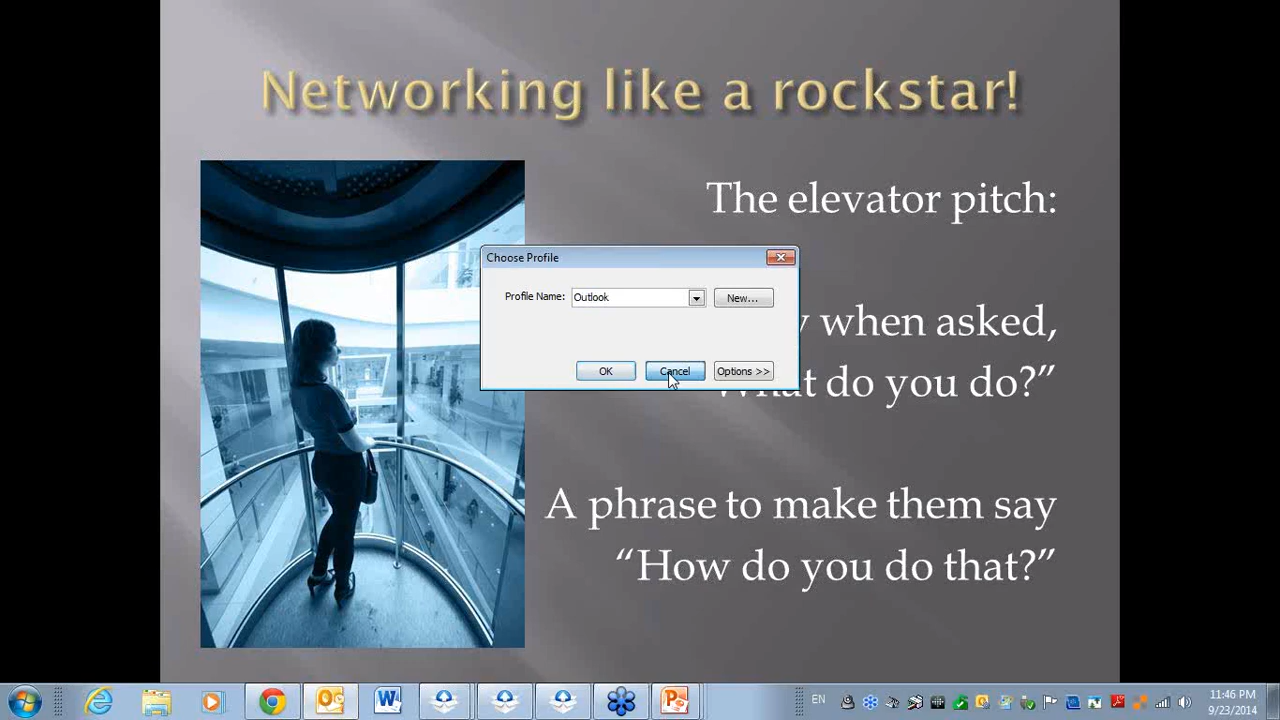 Networking like a rockstar!
The elevator pitch:
Choose Profile
Profile Name: Outlook New...
when asked,
OK Cancel Options >>
do you do?”
A phrase to make them say
“How do you do that?”
EN
11:46 PM
9/23/2014